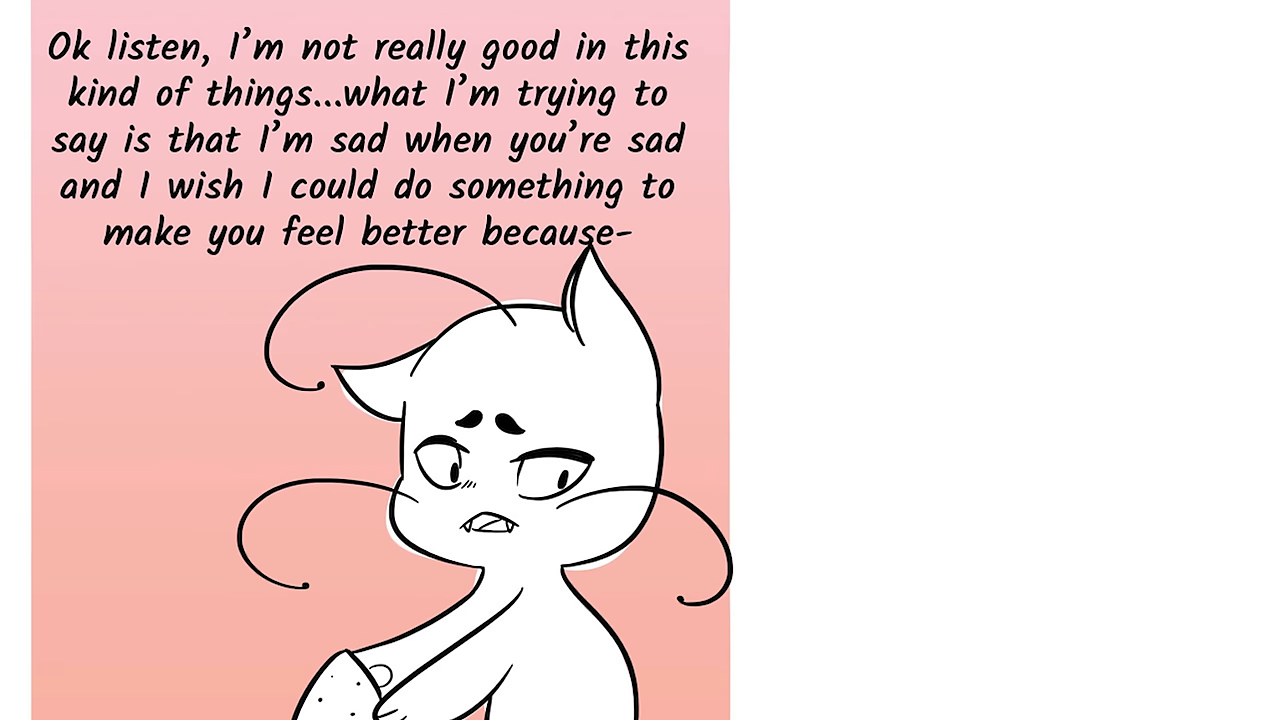 Ok listen, I'm not really good in this
kind of things...what I'm trying to
say is that I'm sad when you're sad
and I wish I could do something to
make you feel better because-